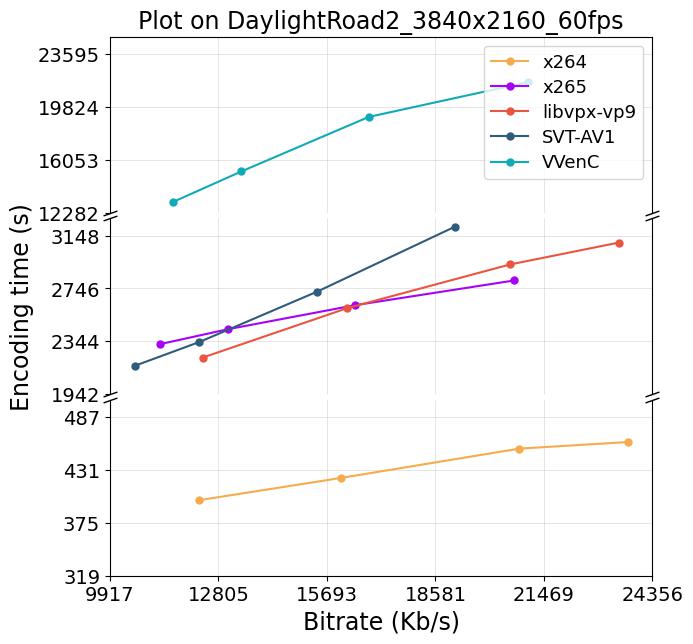 Plot on DaylightRoad2_3840x2160_60fps
23595
19824
16053
12282
x264
x265
libvpx-vp9
SVT-AV1
VVenC
3148
2746
2344
1942
487
431
375
319
Encoding time (s)
9917 12805 15693 18581 21469 24356
Bitrate (Kb/s)